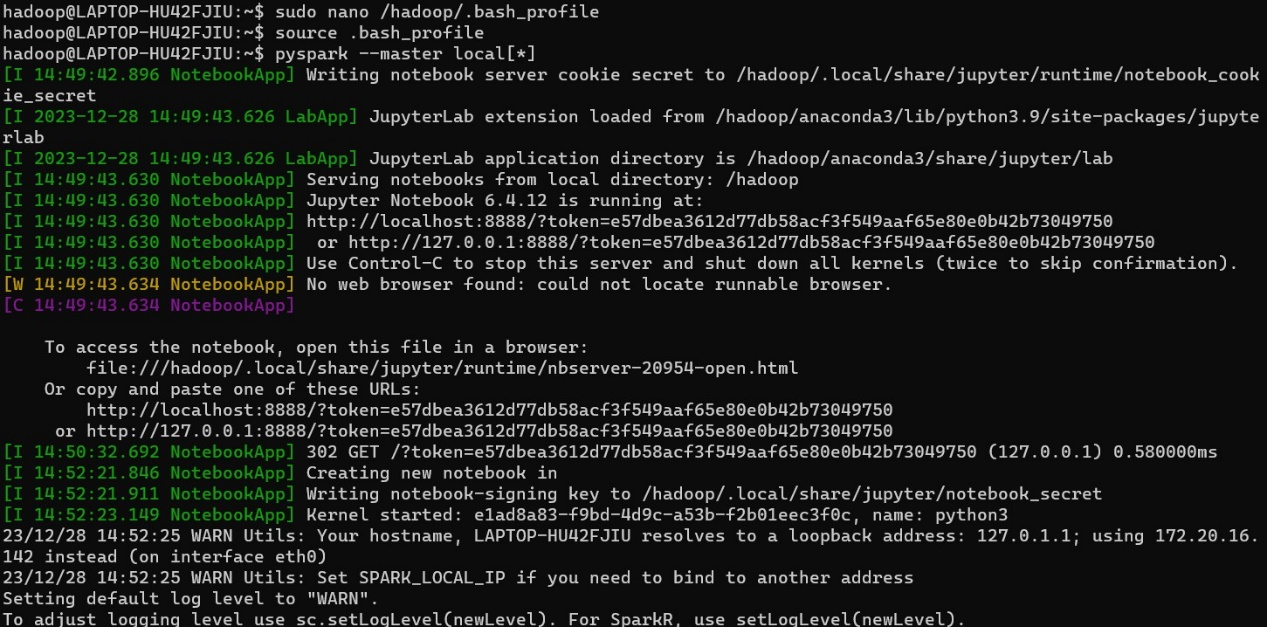 hadoop@LAPTOP-HU42FJIU:~$ sudo nano /hadoop/.bash_profile
hadoop@LAPTOP-HU42FJIU:~$ source .bash_profile
hadoop@LAPTOP-HU42FJIU:~$ pyspark --master local[*]
[I 14:49:42.896 NotebookApp] Writing notebook server cookie secret to /hadoop/.local/share/jupyter/runtime/notebook_cook
ie_secret
[I 2023-12-28 14:49:43.626 LabApp] JupyterLab extension loaded from /hadoop/anaconda3/lib/python3.9/site-packages/jupyte
rlab
[I 2023-12-28 14:49:43.626 LabApp] JupyterLab application directory is /hadoop/anaconda3/share/jupyter/lab
[I 14:49:43.630 NotebookApp] Serving notebooks from local directory: /hadoop
[I 14:49:43.630 NotebookApp] Jupyter Notebook 6.4.12 is running at:
[I 14:49:43.630 NotebookApp] http://localhost:8888/?token=e57dbea3612d77db58acf3f549aaf65e80e0b42b73049750
[I 14:49:43.630 NotebookApp]  or http://127.0.0.1:8888/?token=e57dbea3612d77db58acf3f549aaf65e80e0b42b73049750
[I 14:49:43.630 NotebookApp] Use Control-C to stop this server and shut down all kernels (twice to skip confirmation).
[W 14:49:43.634 NotebookApp] No web browser found: could not locate runnable browser.
[C 14:49:43.634 NotebookApp]
To access the notebook, open this file in a browser:
file:///hadoop/.local/share/jupyter/runtime/nbserver-20954-open.html
Or copy and paste one of these URLs:
http://localhost:8888/?token=e57dbea3612d77db58acf3f549aaf65e80e0b42b73049750
or http://127.0.0.1:8888/?token=e57dbea3612d77db58acf3f549aaf65e80e0b42b73049750
[I 14:50:32.692 NotebookApp] 302 GET /?token=e57dbea3612d77db58acf3f549aaf65e80e0b42b73049750 (127.0.0.1) 0.580000ms
[I 14:52:21.846 NotebookApp] Creating new notebook in
[I 14:52:21.911 NotebookApp] Writing notebook-signing key to /hadoop/.local/share/jupyter/notebook_secret
[I 14:52:23.149 NotebookApp] Kernel started: e1ad8a83-f9bd-4d9c-a53b-f2b01eec3f0c, name: python3
23/12/28 14:52:25 WARN Utils: Your hostname, LAPTOP-HU42FJIU resolves to a loopback address: 127.0.1.1; using 172.20.16.
142 instead (on interface eth0)
23/12/28 14:52:25 WARN Utils: Set SPARK_LOCAL_IP if you need to bind to another address
Setting default log level to "WARN".
To adjust logging level use sc.setLogLevel(newLevel). For SparkR, use setLogLevel(newLevel).